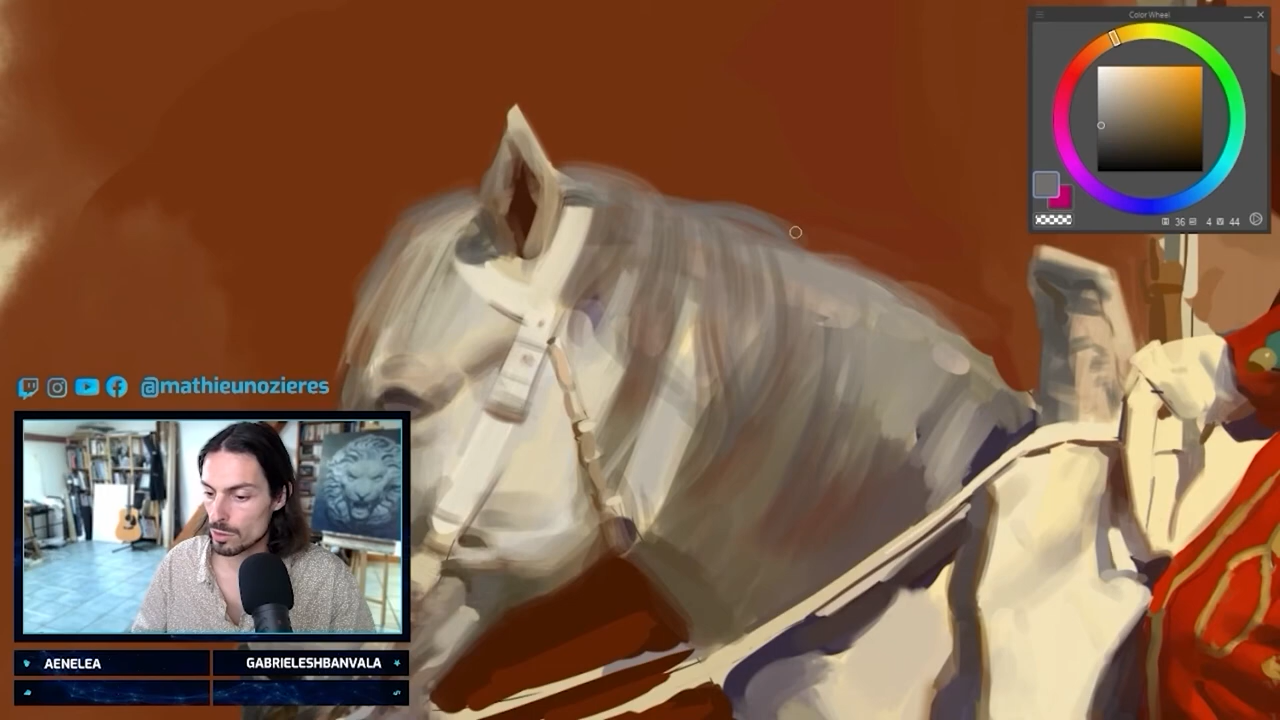 Color Wheel
36 4 44
@mathieunozieres
AENELEA
GABRIELESHBANVALA